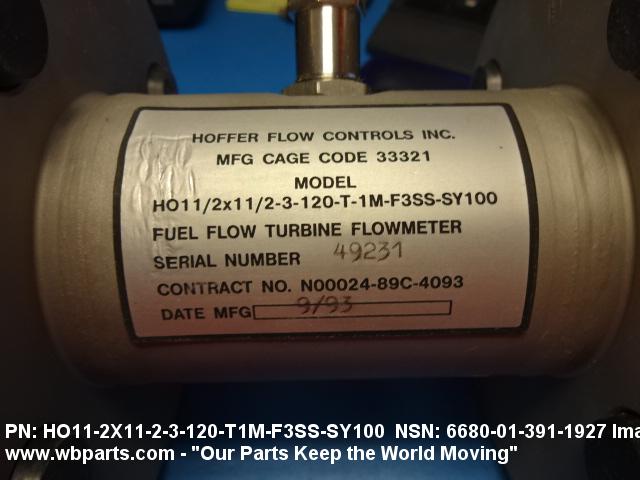 HOFFER FLOW CONTROLS INC.
MFG CAGE CODE 33321
MODEL
HO11/2x11/2-3-120-T-1M-F3SS-SY100
FUEL FLOW TURBINE FLOWMETER
SERIAL NUMBER 49231
CONTRACT NO. N00024-89C-4093
DATE MFG 9/93
PN: HO11-2X11-2-3-120-T1M-F3SS-SY100 NSN: 6680-01-391-1927 Ima
www.wbparts.com - "Our Parts Keep the World Moving"